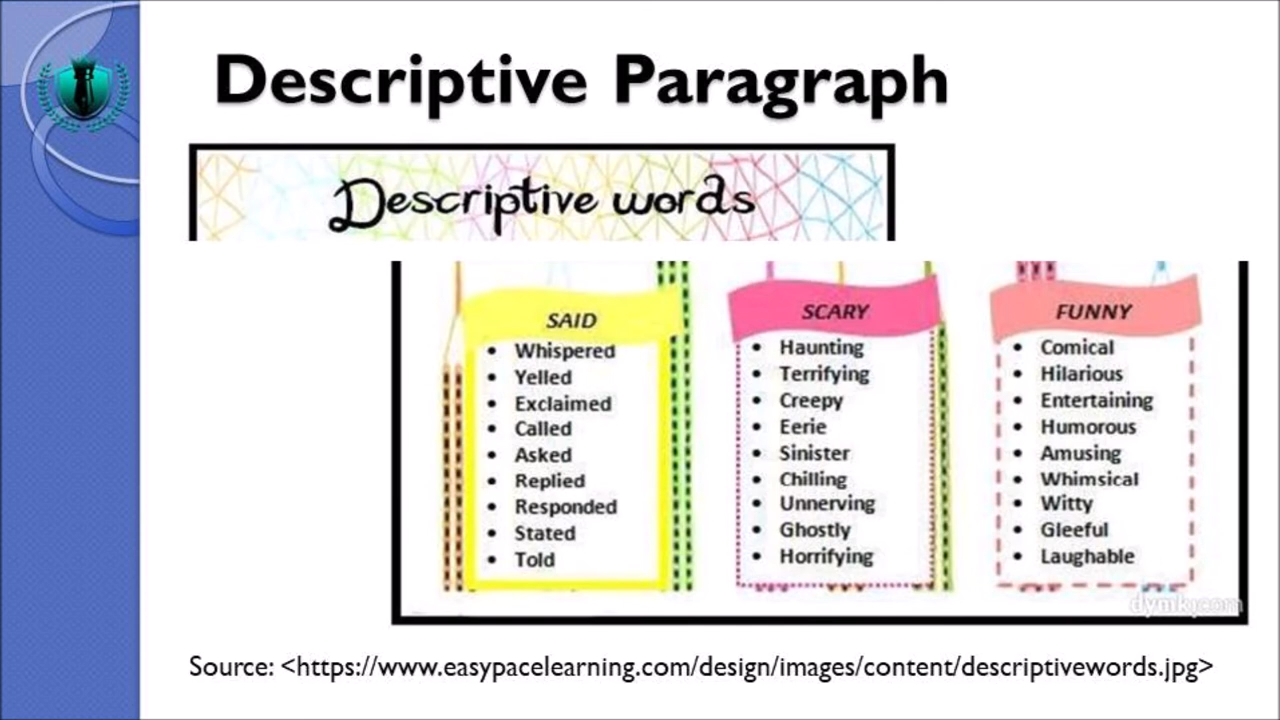 Descriptive Paragraph
Descriptive words
SAID
Whispered
Yelled
Exclaimed
Called
Asked
Replied
Responded
Stated
Told
SCARY
Haunting
Terrifying
Creepy
Eerie
Sinister
Chilling
Unnerving
Ghostly
Horrifying
FUNNY
Comical
Hilarious
Entertaining
Humorous
Amusing
Whimsical
Witty
Gleeful
Laughable
Source: <https://www.easypacelearning.com/design/images/content/descriptivewords.jpg>